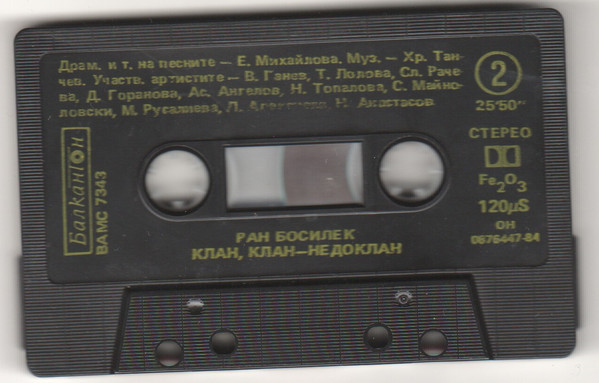 Драм. и т. на песните – Е. Михайлова. Муз. – Хр. Тан-
чев. Участв. артистите – В. Ганев, Т. Лолова, Сл. Раче-
ва, Д. Горанова, Ас. Ангелов, Н. Топалова, С. Майно-
ловски, М. Русалиева, Л. Н. Анастасов
2
25'50"
СТЕРЕО
Fe2O3
120μS
ОН
0676447-84
Балкантон
ВАМС 7343
РАН БОСИЛЕК
КЛАН, КЛАН–НЕДОКЛАН